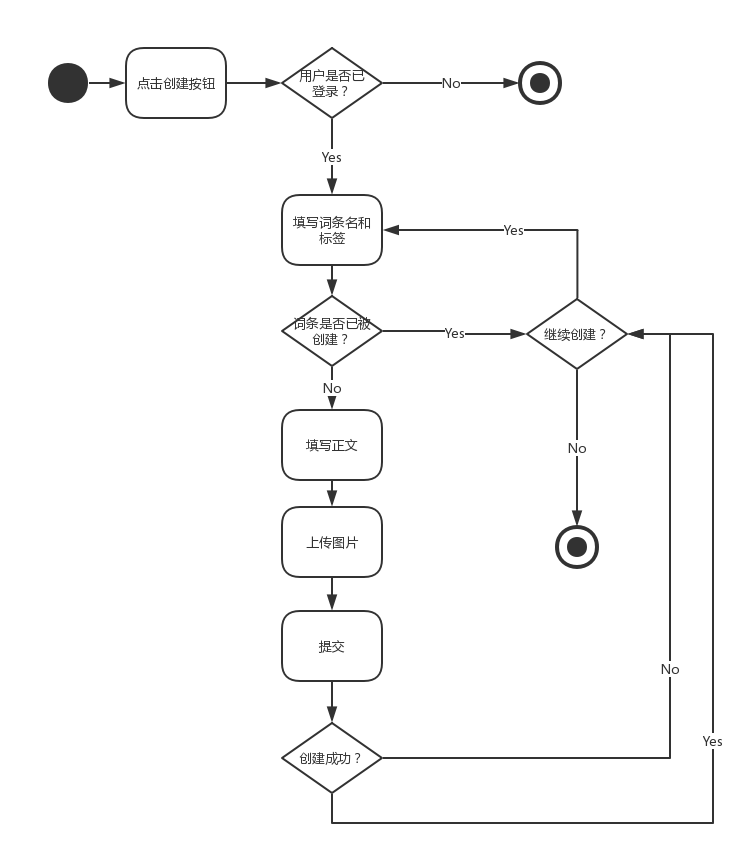 点击创建按钮
用户是否已
登录？
No
Yes
填写词条名和
标签
Yes
词条是否已被
创建？
Yes
继续创建？
No
No
填写正文
上传图片
提交
No
Yes
创建成功？